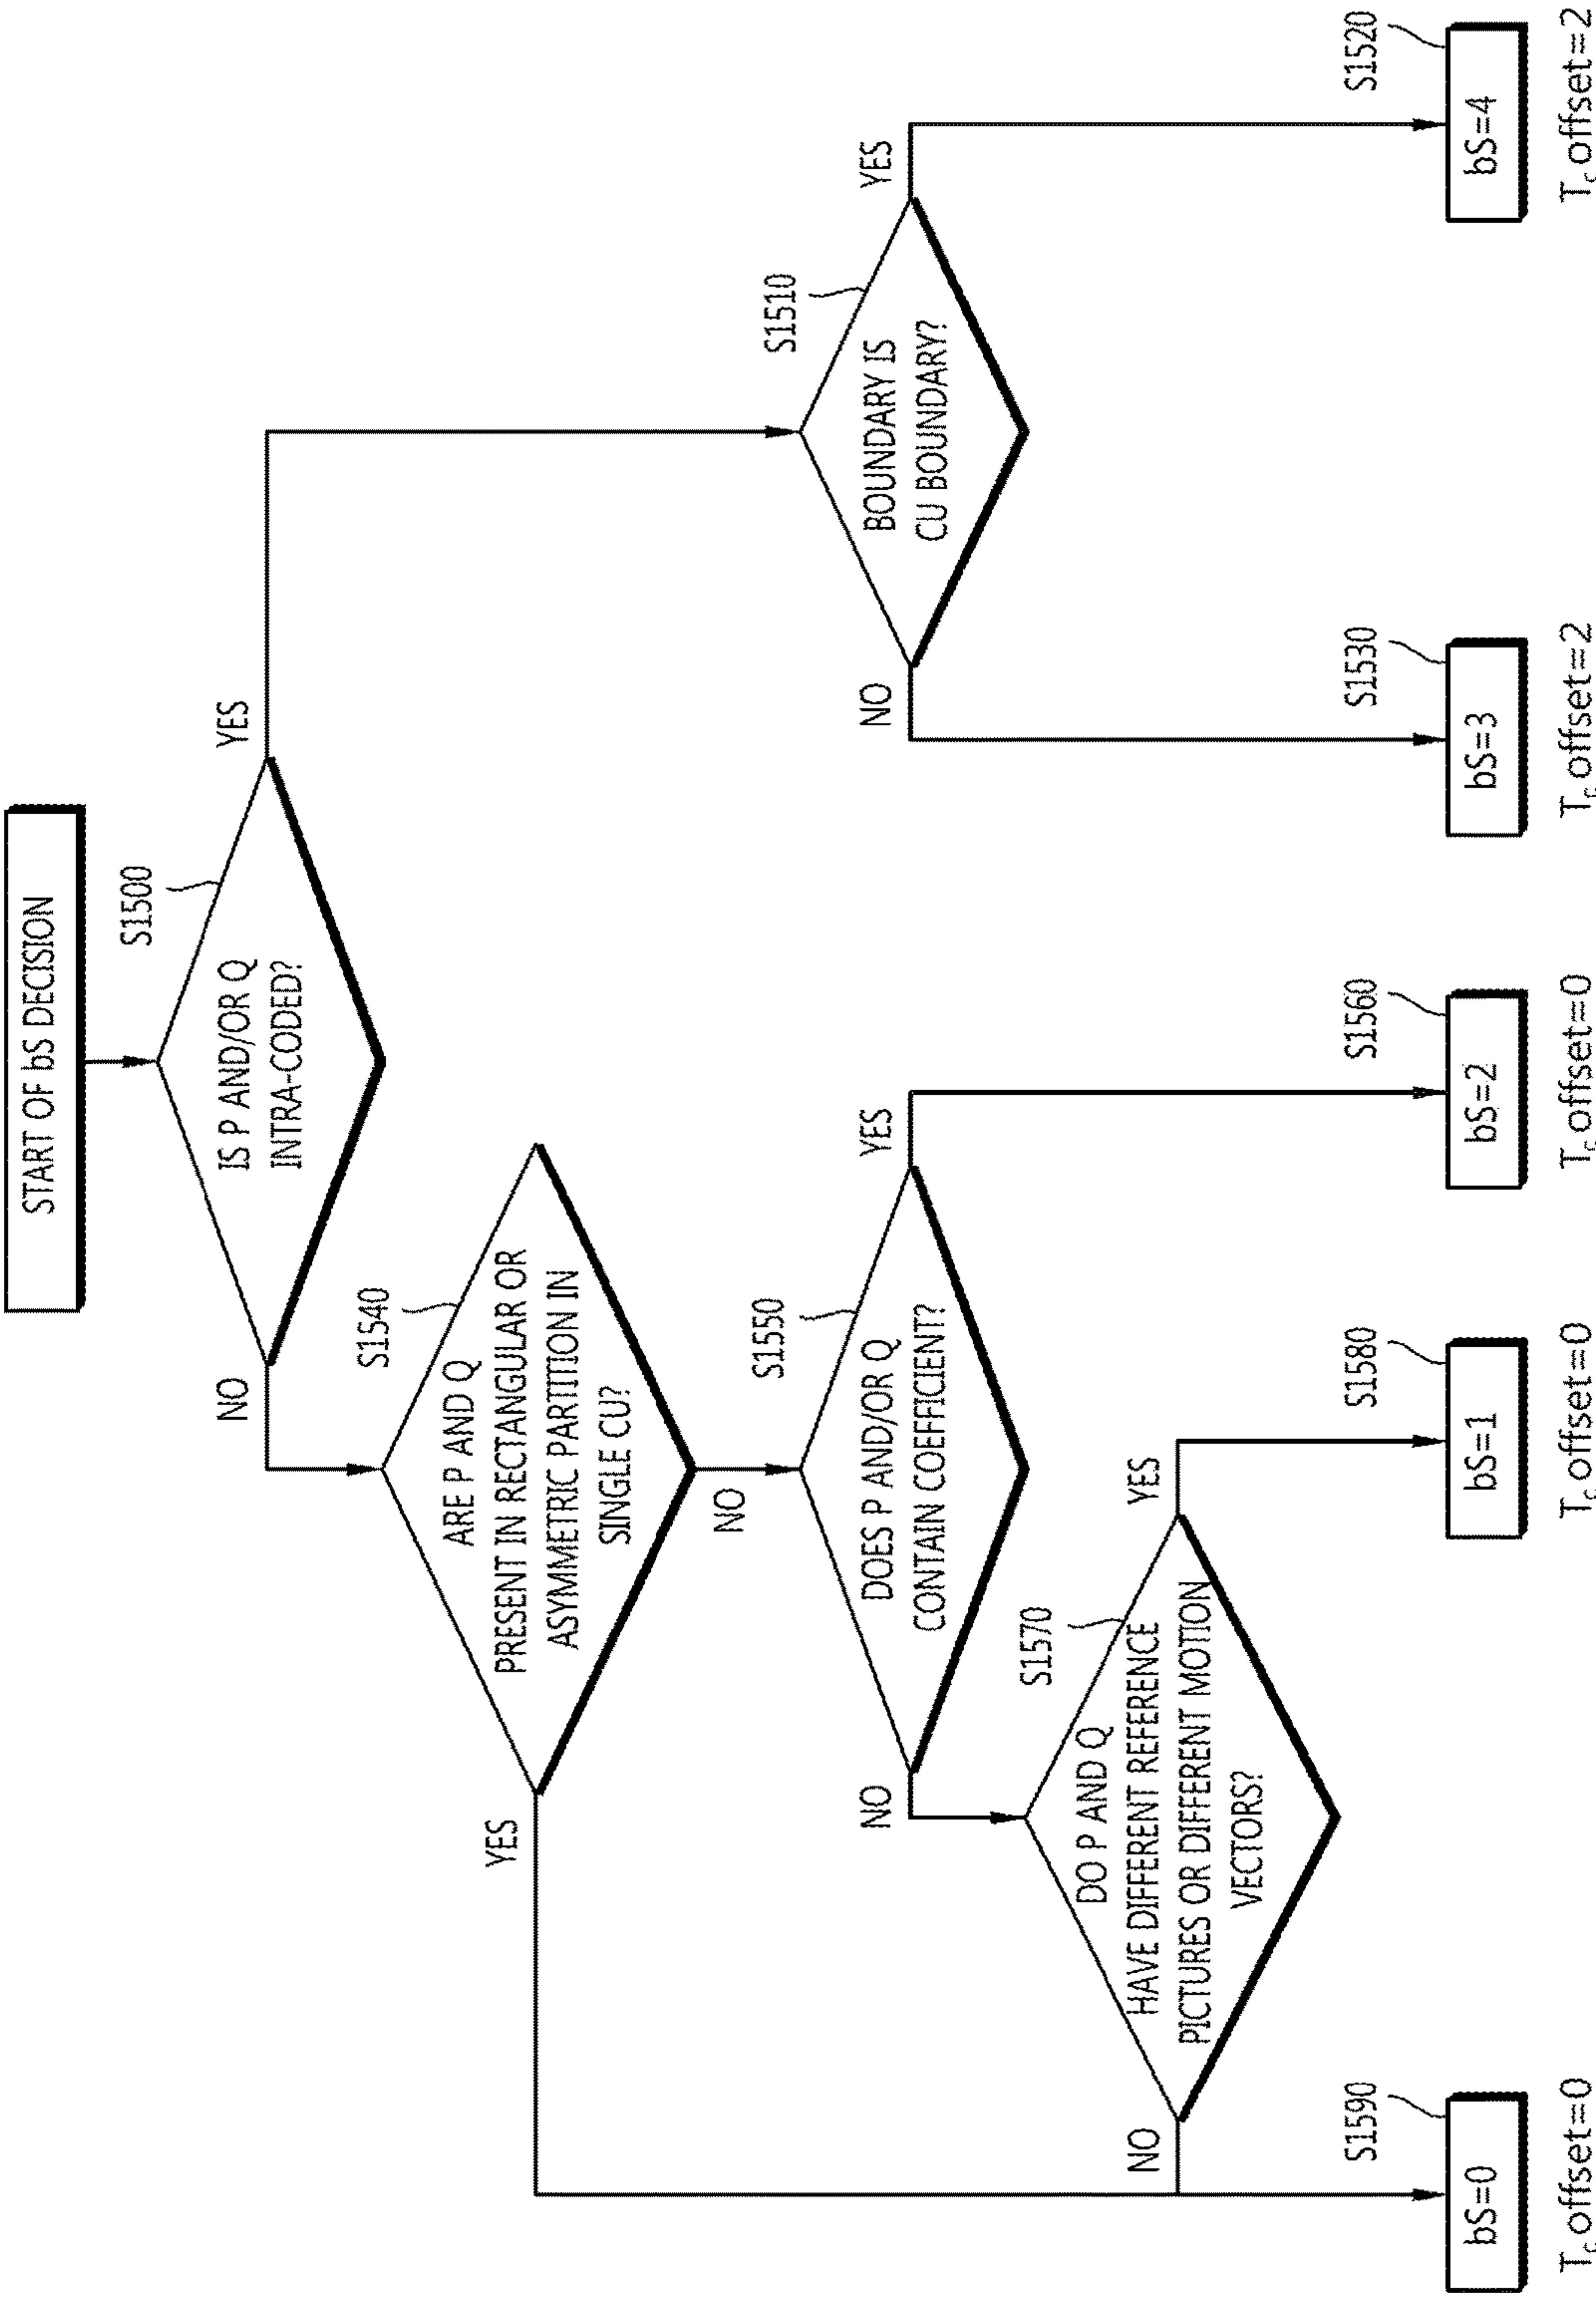 START OF bS DECISION
S1500
IS P AND/OR Q
INTRA-CODED?
NO
YES
S1540
ARE P AND Q
PRESENT IN RECTANGULAR OR
ASYMMETRIC PARTITION IN
SINGLE CU?
YES
NO
S1550
DOES P AND/OR Q
CONTAIN COEFFICIENT?
NO
YES
S1510
BOUNDARY IS
CU BOUNDARY?
NO
YES
S1570
DO P AND Q
HAVE DIFFERENT REFERENCE
PICTURES OR DIFFERENT MOTION
VECTORS?
NO
YES
S1590
bS=0
Tc offset=0
S1580
bS=1
Tc offset=0
S1560
bS=2
Tc offset=0
S1530
bS=3
Tc offset=2
S1520
bS=4
Tc offset=2